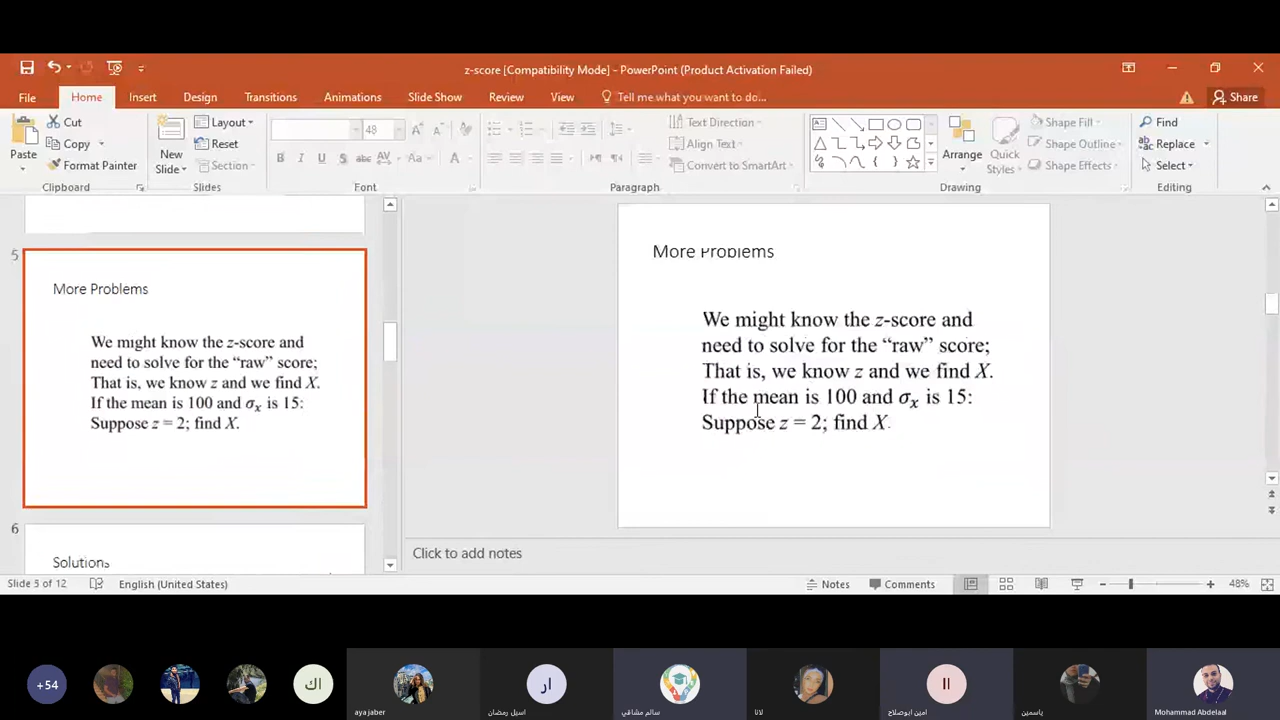 z-score [Compatibility Mode] - PowerPoint (Product Activation Failed)
File Home Insert Design Transitions Animations Slide Show Review View Tell me what you want to do... Share
Cut
Copy
Format Painter
Paste
Clipboard
New Slide
Layout
Reset
Section
Slides
48
B I U S abc AV Aa A
Font
Text Direction
Align Text
Convert to SmartArt
Paragraph
Arrange
Quick Styles
Shape Fill
Shape Outline
Shape Effects
Drawing
Find
Replace
Select
Editing
5
More Problems
We might know the z-score and
need to solve for the “raw” score;
That is, we know z and we find X.
If the mean is 100 and σx is 15:
Suppose z = 2; find X.
6
Solutions
More Problems
We might know the z-score and
need to solve for the “raw” score;
That is, we know z and we find X.
If the mean is 100 and σx is 15:
Suppose z = 2; find X.
Click to add notes
Slide 5 of 12 English (United States) Notes Comments 48%
+54
اك
aya jaber
ار
اسيل رمضان
سالم مشاقي
لانا
اا
امين ابوصلاح
ياسمين
Mohammad Abdelaal